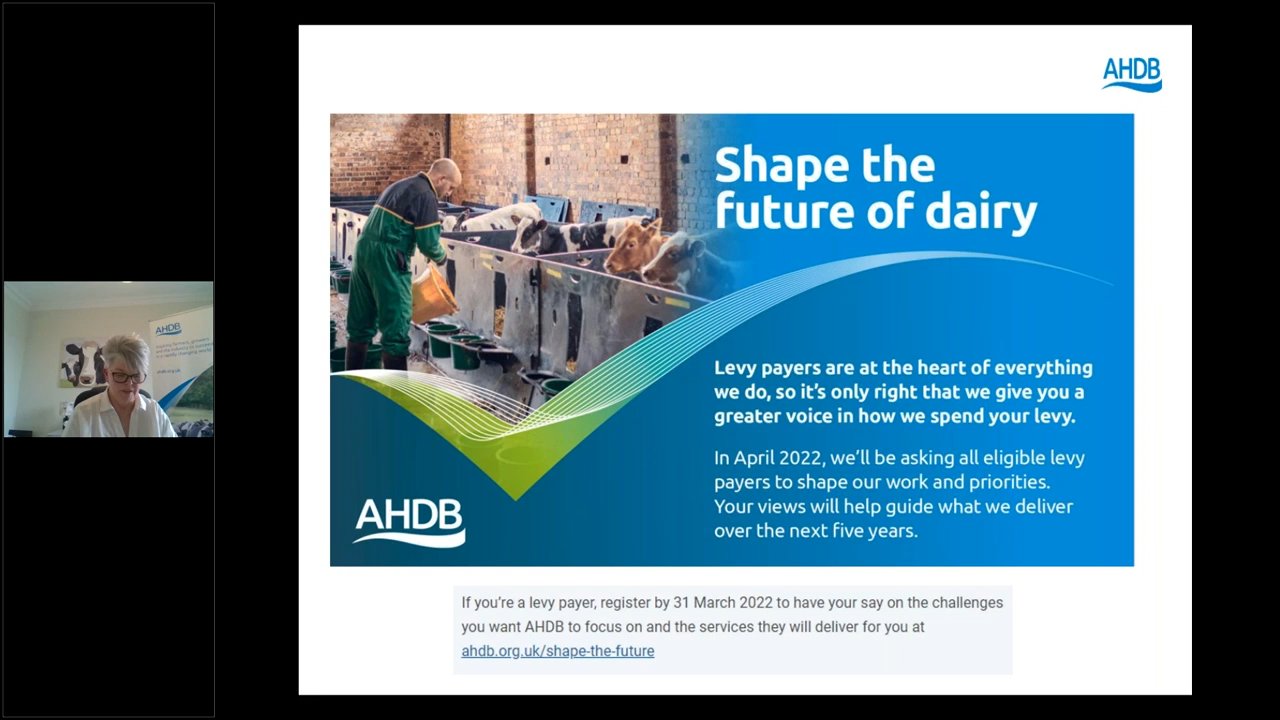 AHDB
Shape the
future of dairy
Levy payers are at the heart of everything
we do, so it's only right that we give you a
greater voice in how we spend your levy.
In April 2022, we'll be asking all eligible levy
payers to shape our work and priorities.
Your views will help guide what we deliver
over the next five years.
AHDB
If you're a levy payer, register by 31 March 2022 to have your say on the challenges
you want AHDB to focus on and the services they will deliver for you at
ahdb.org.uk/shape-the-future
AHDB
ahdb.org.uk